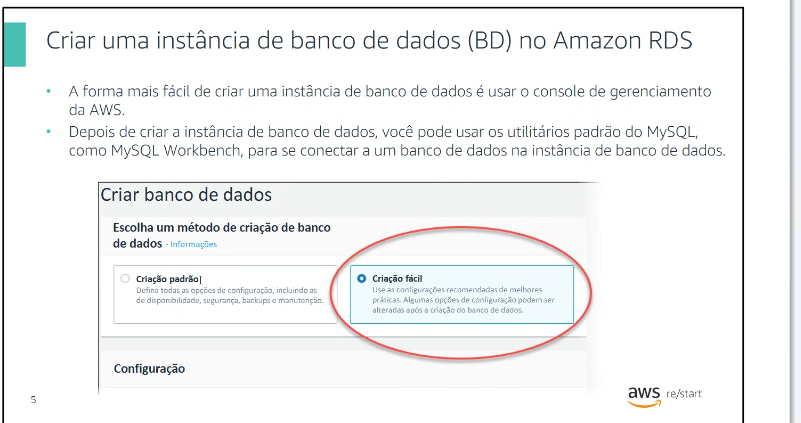 Criar uma instância de banco de dados (BD) no Amazon RDS
• A forma mais fácil de criar uma instância de banco de dados é usar o console de gerenciamento
da AWS.
• Depois de criar a instância de banco de dados, você pode usar os utilitários padrão do MySQL,
como MySQL Workbench, para se conectar a um banco de dados na instância de banco de dados.
Criar banco de dados
Escolha um método de criação de banco
de dados - Informações
Criação padrão
Defina todas as opções de configuração, incluindo as
de disponibilidade, segurança, backups e manutenção.
Criação fácil
Use as configurações recomendadas de melhores
práticas. Algumas opções de configuração podem ser
alteradas após a criação do banco de dados.
Configuração
5
aws re/start